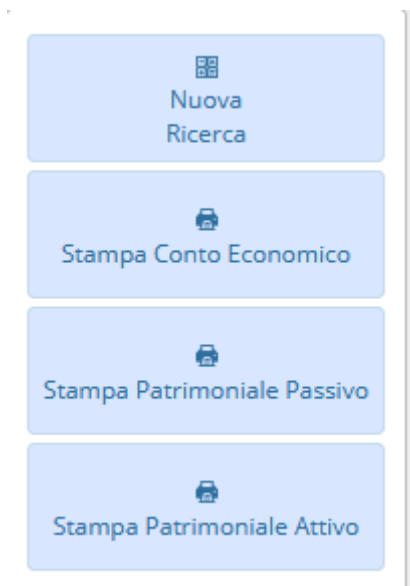 Nuova
Ricerca
Stampa Conto Economico
Stampa Patrimoniale Passivo
Stampa Patrimoniale Attivo